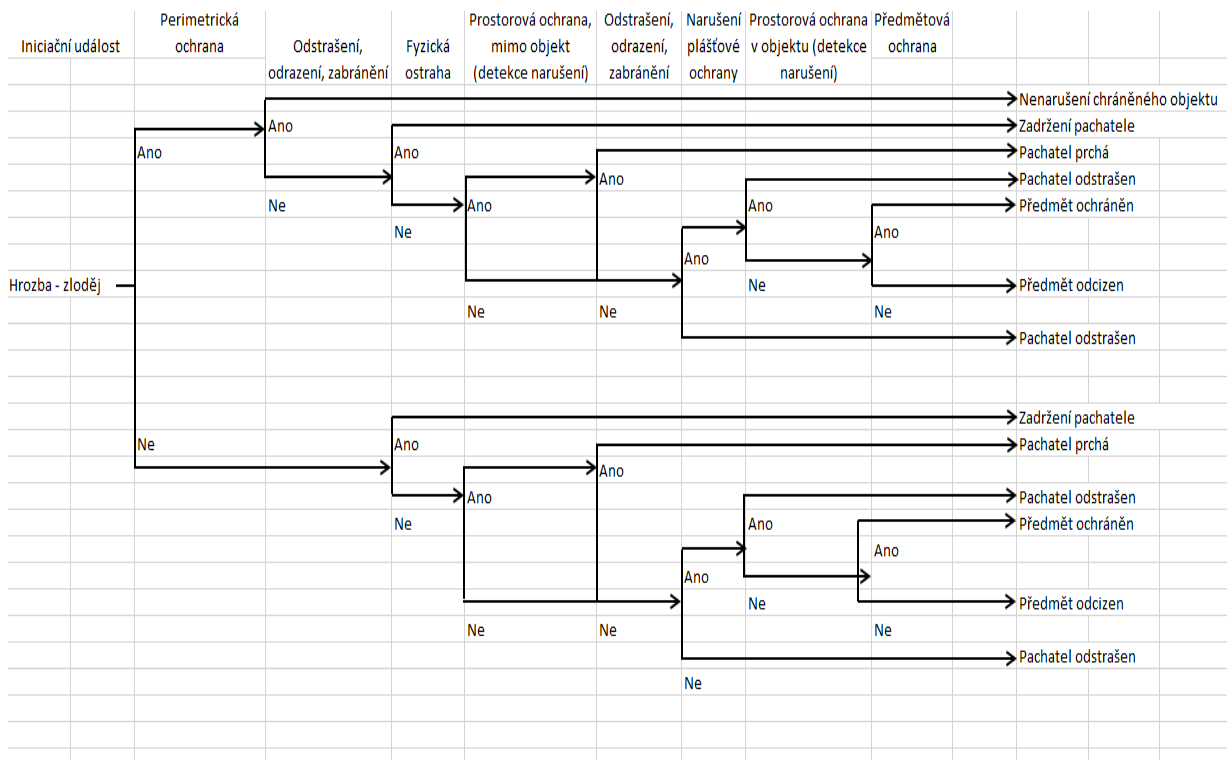 Iniciační událost
Perimetrická
ochrana
Odstrašení,
odrazení, zabránění
Fyzická
ostraha
Prostorová ochrana,
mimo objekt
(detekce narušení)
Odstrašení,
odrazení,
zabránění
Narušení
plášťové
ochrany
Prostorová ochrana
v objektu (detekce
narušení)
Předmětová
ochrana
Nenarušení chráněného objektu
Ano
Zadržení pachatele
Ano
Ano
Pachatel prchá
Ano
Pachatel odstrašen
Ne
Ano
Ano
Předmět ochráněn
Ne
Ano
Ano
Hrozba - zloděj
Ne
Předmět odcizen
Ne
Ne
Ne
Pachatel odstrašen
Zadržení pachatele
Ne
Ano
Pachatel prchá
Ano
Ano
Pachatel odstrašen
Ne
Ano
Předmět ochráněn
Ano
Ano
Ne
Předmět odcizen
Ne
Ne
Ne
Pachatel odstrašen
Ne